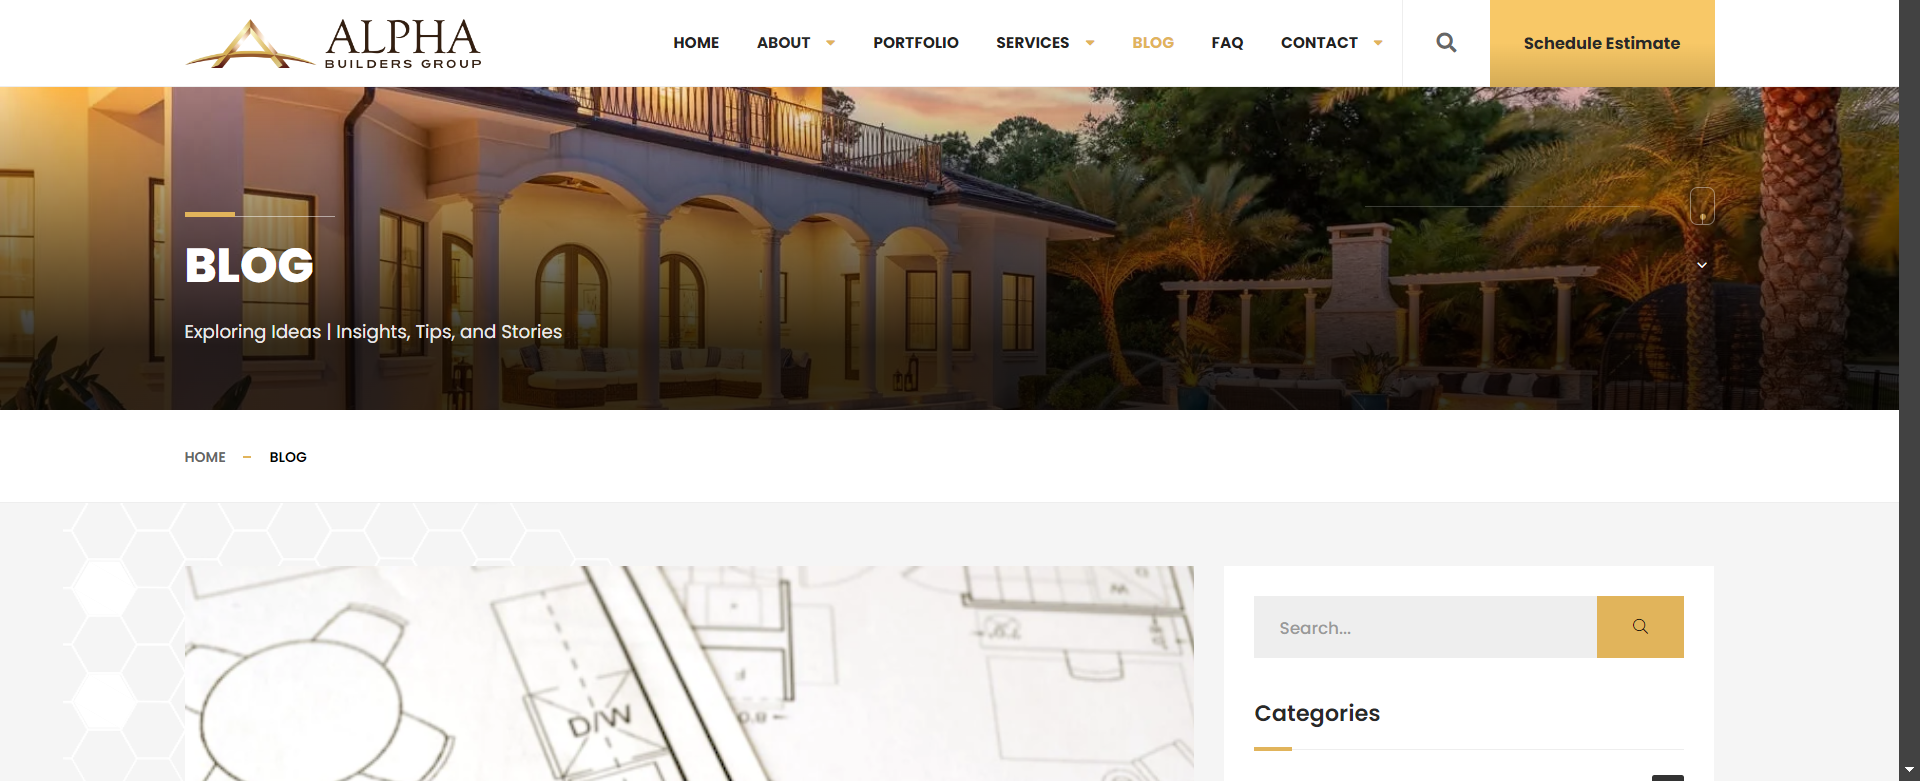 ALPHA
BUILDERS GROUP
HOME
ABOUT
PORTFOLIO
SERVICES
BLOG
FAQ
CONTACT
Schedule Estimate
BLOG
Exploring Ideas | Insights, Tips, and Stories
HOME
BLOG
Search...
D/W
Categories